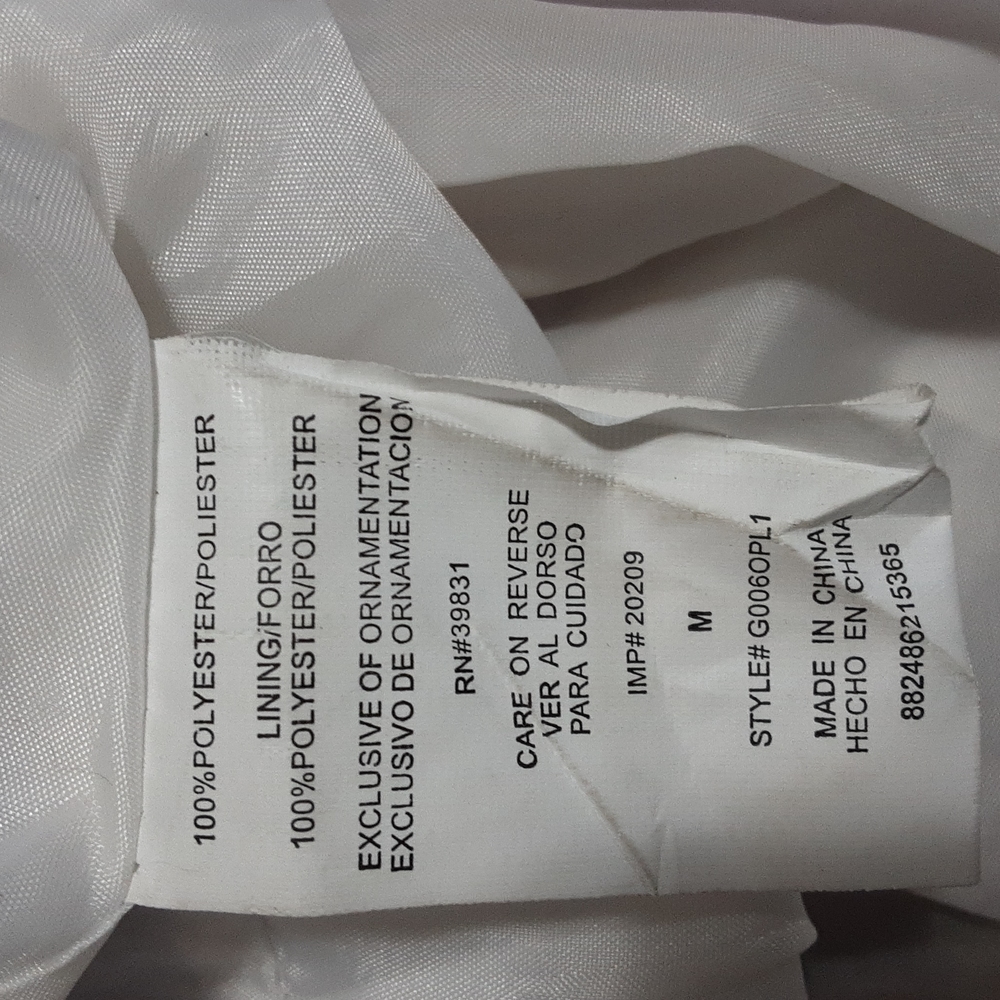 100%POLYESTER/POLIESTER
LINING/FORRO
100%POLYESTER/POLIESTER
EXCLUSIVE OF ORNAMENTATION
EXCLUSIVO DE ORNAMENTACION
RN#39831
CARE ON REVERSE
VER AL DORSO
PARA CUIDADO
IMP# 20209
M
STYLE# G006OPL1
MADE IN CHINA
HECHO EN CHINA
882486215365